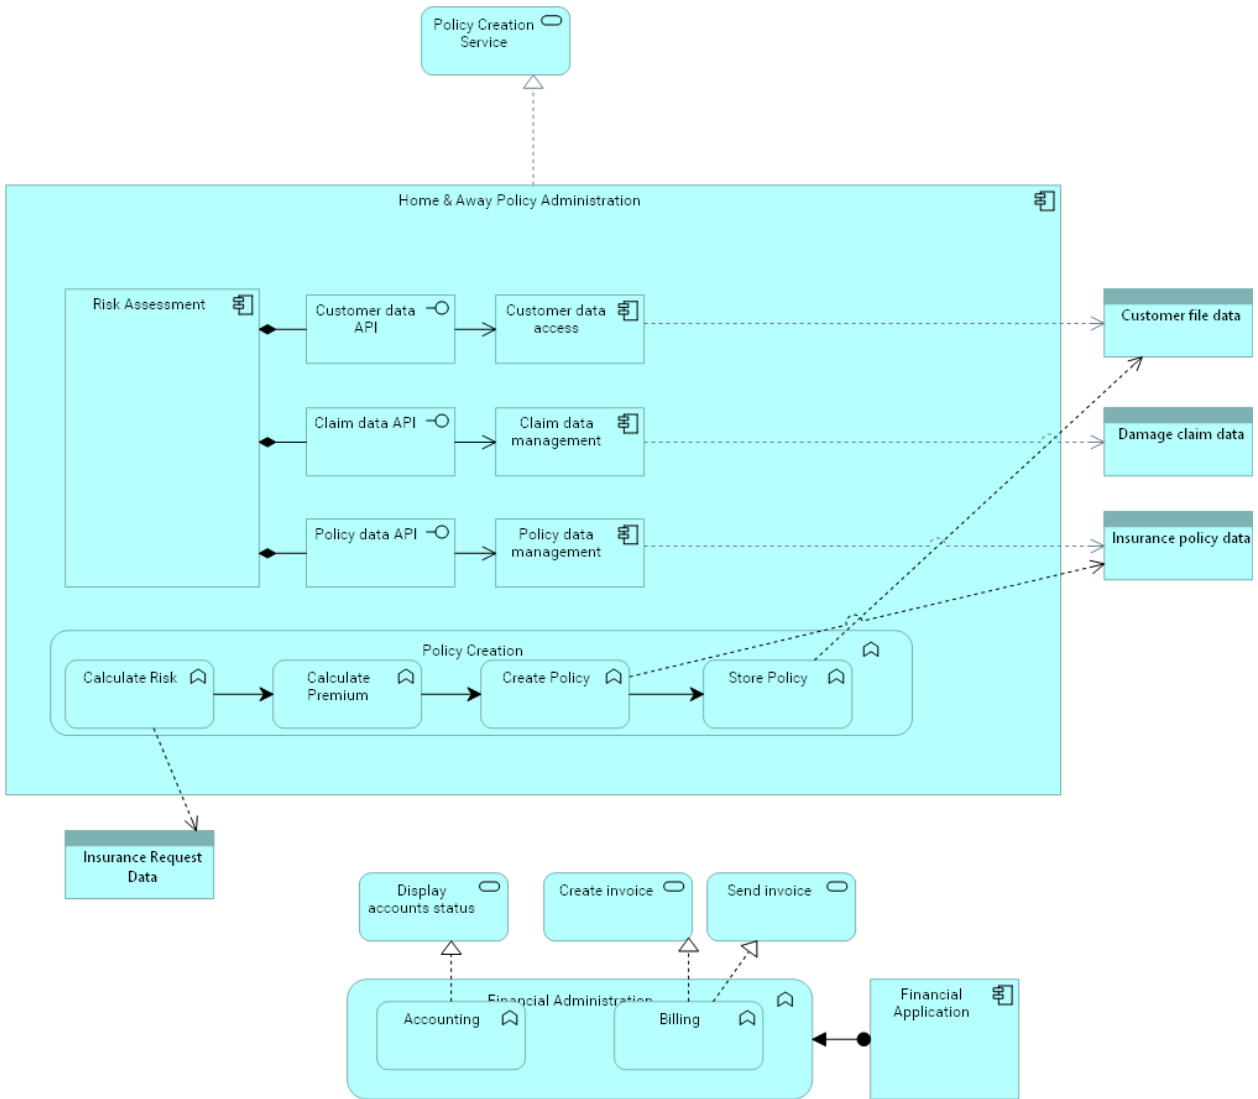 Policy Creation
Service
Home & Away Policy Administration
Risk Assessment
Customer data
API
Customer data
access
Customer file data
Claim data API
Claim data
management
Damage claim data
Policy data API
Policy data
management
Insurance policy data
Policy Creation
Calculate Risk
Calculate
Premium
Create Policy
Store Policy
Insurance Request
Data
Display
accounts status
Create invoice
Send invoice
Financial Administration
Accounting
Billing
Financial
Application